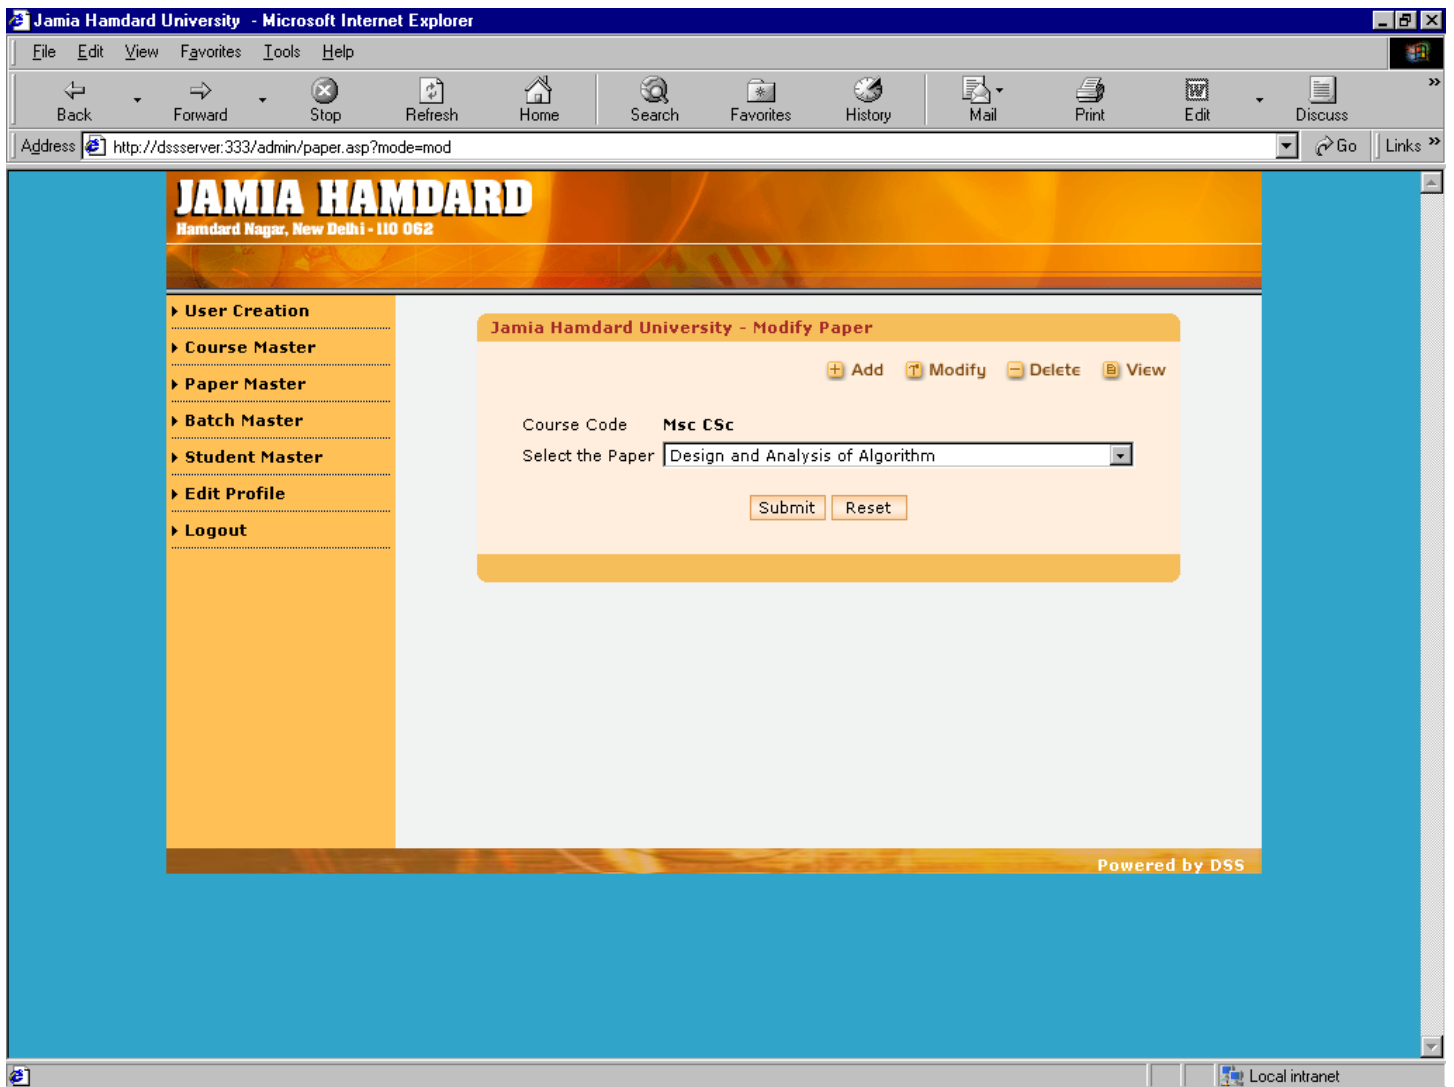 Jamia Hamdard University - Microsoft Internet Explorer
File Edit View Favorites Tools Help
Back Forward Stop Refresh Home Search Favorites History Mail Print Edit Discuss »
Address http://dssserver:333/admin/paper.asp?mode=mod Go Links »
JAMIA HAMDARD
Hamdard Nagar, New Delhi - 110 062
User Creation
Course Master
Paper Master
Batch Master
Student Master
Edit Profile
Logout
Jamia Hamdard University - Modify Paper
Add Modify Delete View
Course Code Msc CSc
Select the Paper Design and Analysis of Algorithm
Submit Reset
Powered by DSS
Local intranet